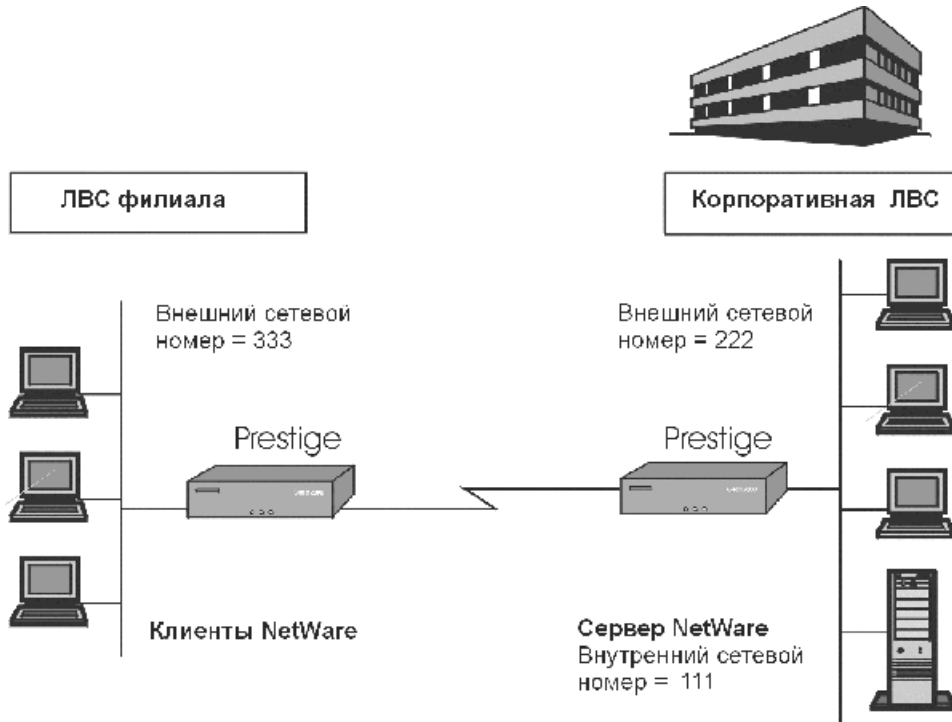 ЛВС филиала
Корпоративная ЛВС
Внешний сетевой
номер = 333
Внешний сетевой
номер = 222
Prestige
Prestige
Клиенты NetWare
Сервер NetWare
Внутренний сетевой
номер = 111